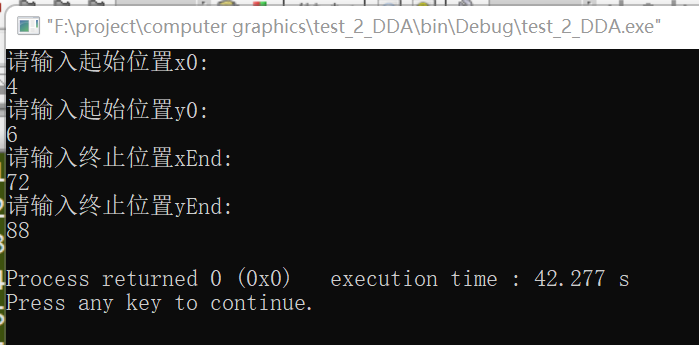 "F:\project\computer graphics\test_2_DDA\bin\Debug\test_2_DDA.exe"
请输入起始位置x0:
4
请输入起始位置y0:
6
请输入终止位置xEnd:
72
请输入终止位置yEnd:
88
Process returned 0 (0x0)   execution time : 42.277 s
Press any key to continue.